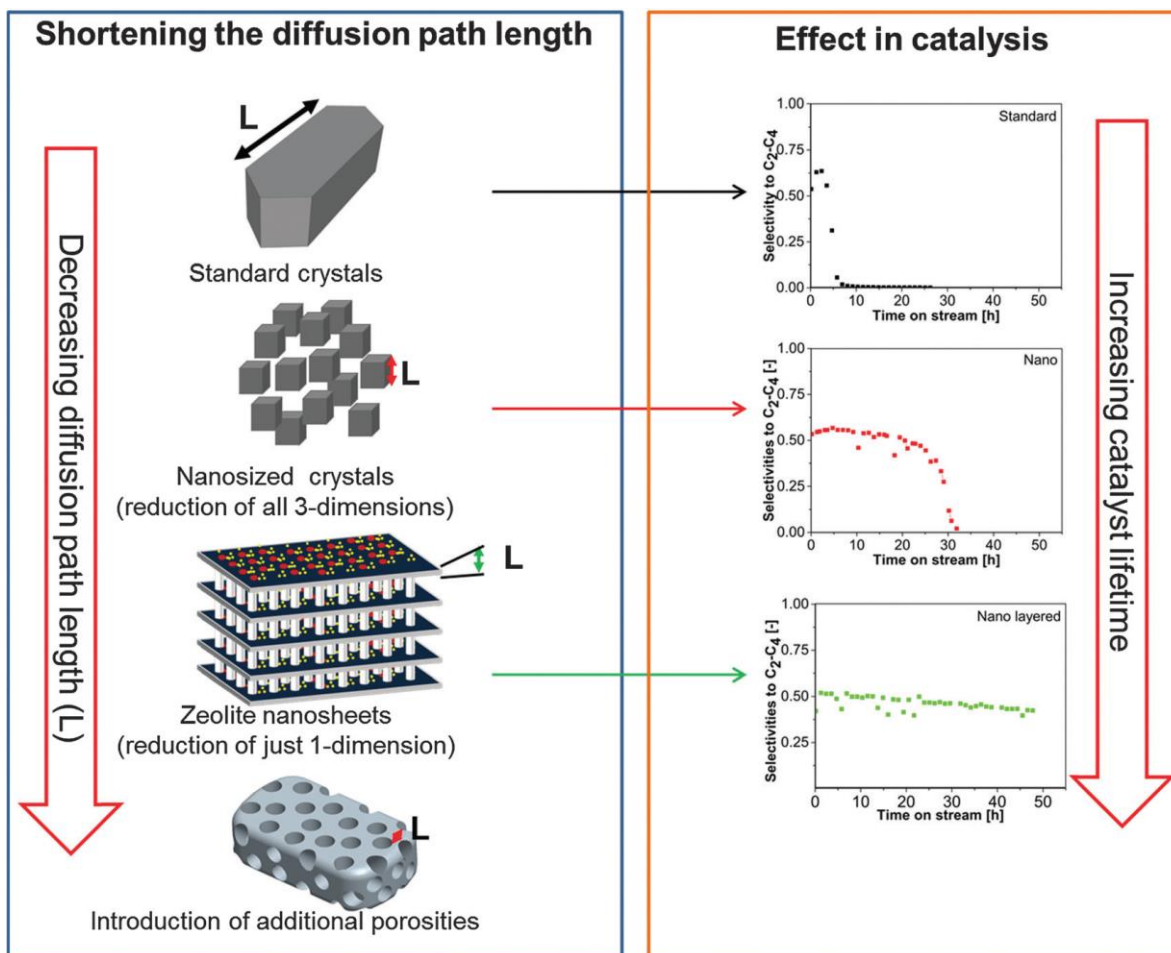 Shortening the diffusion path length
Decreasing diffusion path length (L)
L
Standard crystals
L
Nanosized crystals
(reduction of all 3-dimensions)
L
Zeolite nanosheets
(reduction of just 1-dimension)
L
Introduction of additional porosities
Effect in catalysis
Selectivity to C₂-C₄
1.00
0.75
0.50
0.25
0.00
Standard
0 10 20 30 40 50
Time on stream [h]
Selectivities to C₂-C₄ [-]
1.00
0.75
0.50
0.25
0.00
Nano
0 10 20 30 40 50
Time on stream [h]
Selectivities to C₂-C₄ [-]
1.00
0.75
0.50
0.25
Nano layered
0 10 20 30 40 50
Time on stream [h]
Increasing catalyst lifetime